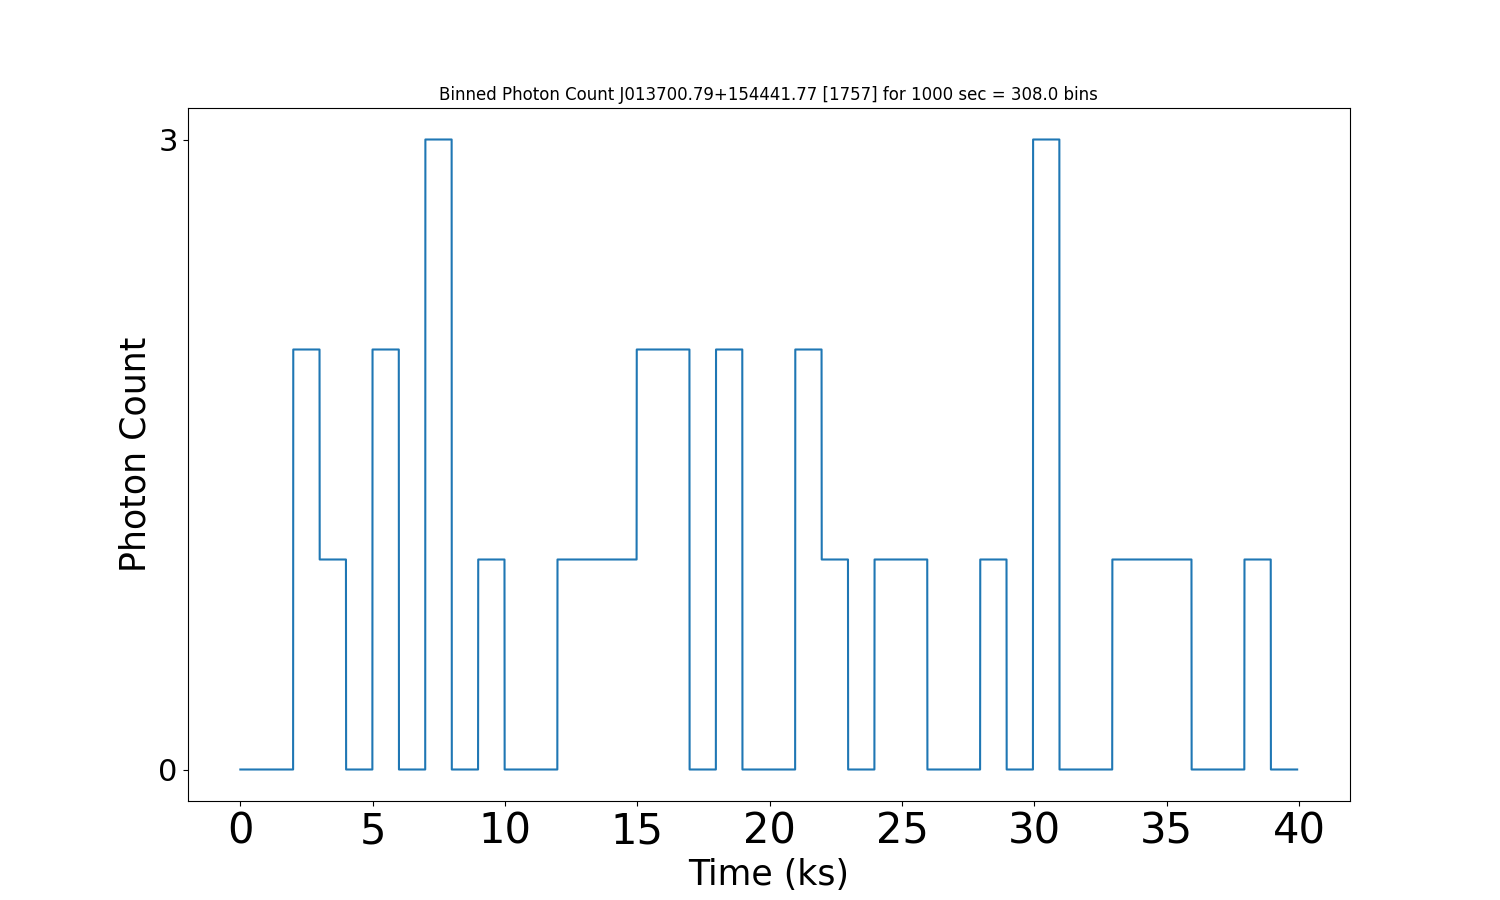 Binned Photon Count J013700.79+154441.77 [1757] for 1000 sec = 308.0 bins
3
Photon Count
0
0 5 10 15 20 25 30 35 40
Time (ks)